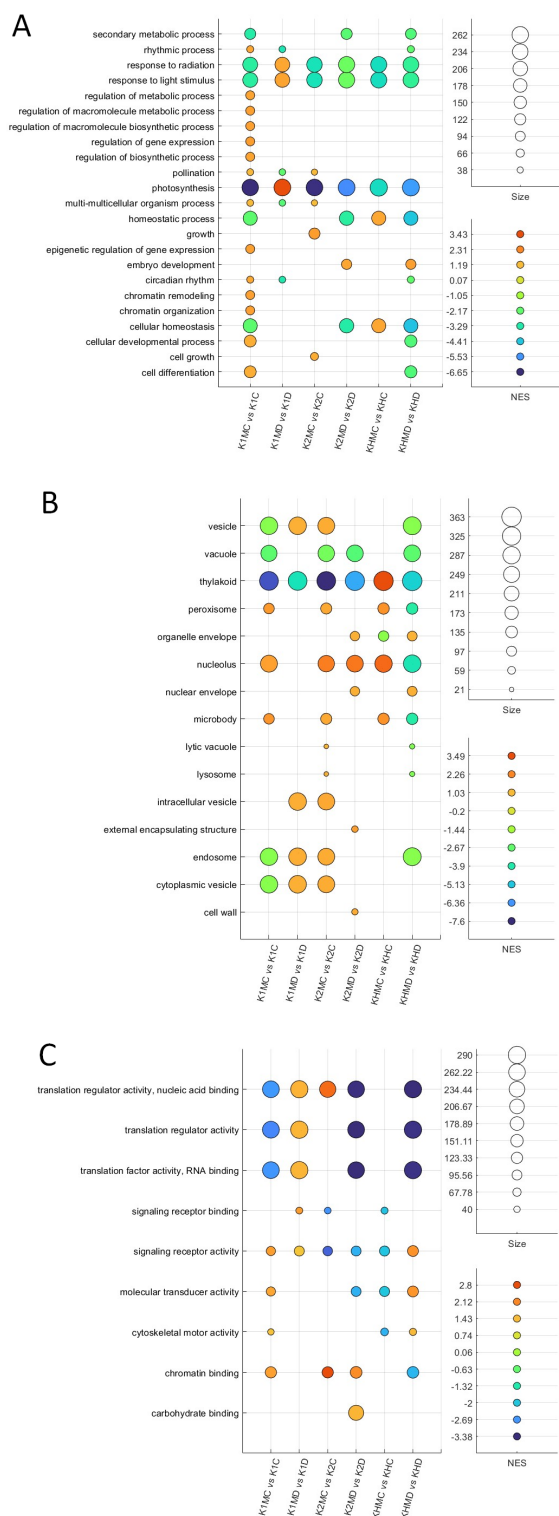 A
secondary metabolic process
rhythmic process
response to radiation
response to light stimulus
regulation of metabolic process
regulation of macromolecule metabolic process
regulation of macromolecule biosynthetic process
regulation of gene expression
regulation of biosynthetic process
pollination
photosynthesis
multi-multicellular organism process
homeostatic process
growth
epigenetic regulation of gene expression
embryo development
circadian rhythm
chromatin remodeling
chromatin organization
cellular homeostasis
cellular developmental process
cell growth
cell differentiation
K1MC vs K1C
K1MD vs K1D
K2MC vs K2C
K2MD vs K2D
KHMC vs KHC
KHMD vs KHD
262
234
206
178
150
122
94
66
38
Size
3.43
2.31
1.19
0.07
-1.05
-2.17
-3.29
-4.41
-5.53
-6.65
NES
B
vesicle
vacuole
thylakoid
peroxisome
organelle envelope
nucleolus
nuclear envelope
microbody
lytic vacuole
lysosome
intracellular vesicle
external encapsulating structure
endosome
cytoplasmic vesicle
cell wall
K1MC vs K1C
K1MD vs K1D
K2MC vs K2C
K2MD vs K2D
KHMC vs KHC
KHMD vs KHD
363
325
287
249
211
173
135
97
59
21
Size
3.49
2.26
1.03
-0.2
-1.44
-2.67
-3.9
-5.13
-6.36
-7.6
NES
C
translation regulator activity, nucleic acid binding
translation regulator activity
translation factor activity, RNA binding
signaling receptor binding
signaling receptor activity
molecular transducer activity
cytoskeletal motor activity
chromatin binding
carbohydrate binding
K1MC vs K1C
K1MD vs K1D
K2MC vs K2C
K2MD vs K2D
KHMC vs KHC
KHMD vs KHD
290
262.22
234.44
206.67
178.89
151.11
123.33
95.56
67.78
40
Size
2.8
2.12
1.43
0.74
0.06
-0.63
-1.32
-2
-2.69
-3.38
NES